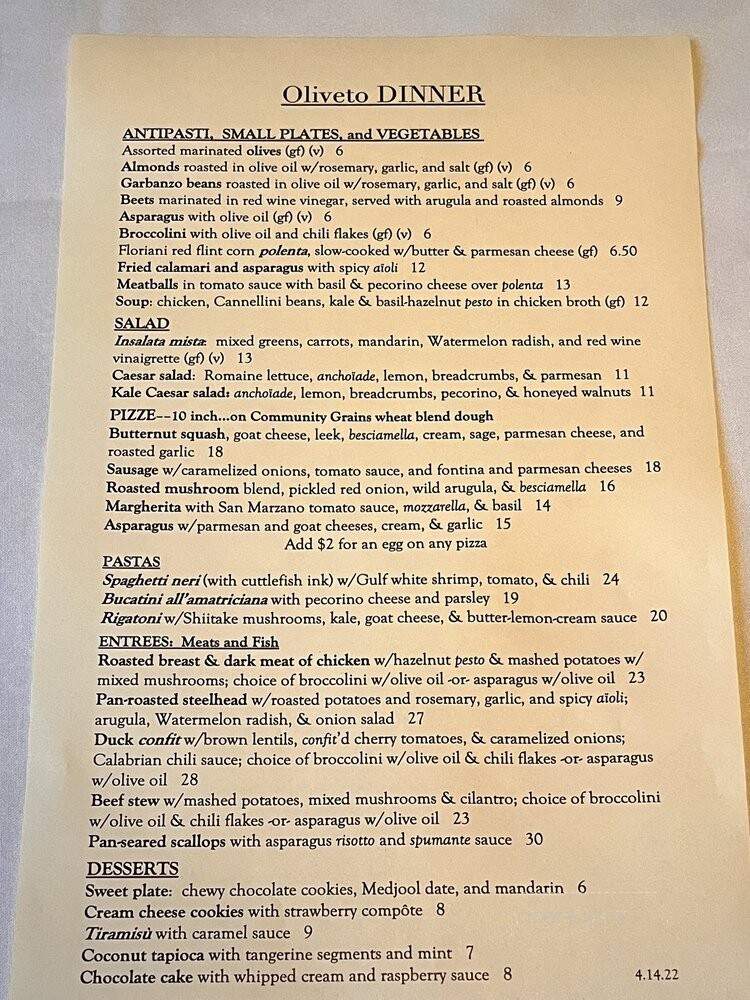 Oliveto DINNER
ANTIPASTI, SMALL PLATES, and VEGETABLES
Assorted marinated olives (gf) (v) 6
Almonds roasted in olive oil w/rosemary, garlic, and salt (gf) (v) 6
Garbanzo beans roasted in olive oil w/rosemary, garlic, and salt (gf) (v) 6
Beets marinated in red wine vinegar, served with arugula and roasted almonds 9
Asparagus with olive oil (gf) (v) 6
Broccolini with olive oil and chili flakes (gf) (v) 6
Floriani red flint corn polenta, slow-cooked w/butter & parmesan cheese (gf) 6.50
Fried calamari and asparagus with spicy aïoli 12
Meatballs in tomato sauce with basil & pecorino cheese over polenta 13
Soup: chicken, Cannellini beans, kale & basil-hazelnut pesto in chicken broth (gf) 12
SALAD
Insalata mista: mixed greens, carrots, mandarin, Watermelon radish, and red wine
vinaigrette (gf) (v) 13
Caesar salad: Romaine lettuce, anchoïade, lemon, breadcrumbs, & parmesan 11
Kale Caesar salad: anchoïade, lemon, breadcrumbs, pecorino, & honeyed walnuts 11
PIZZE--10 inch...on Community Grains wheat blend dough
Butternut squash, goat cheese, leek, besciamella, cream, sage, parmesan cheese, and
roasted garlic 18
Sausage w/caramelized onions, tomato sauce, and fontina and parmesan cheeses 18
Roasted mushroom blend, pickled red onion, wild arugula, & besciamella 16
Margherita with San Marzano tomato sauce, mozzarella, & basil 14
Asparagus w/parmesan and goat cheeses, cream, & garlic 15
Add $2 for an egg on any pizza
PASTAS
Spaghetti neri (with cuttlefish ink) w/Gulf white shrimp, tomato, & chili 24
Bucatini all'amatriciana with pecorino cheese and parsley 19
Rigatoni w/Shiitake mushrooms, kale, goat cheese, & butter-lemon-cream sauce 20
ENTREES: Meats and Fish
Roasted breast & dark meat of chicken w/hazelnut pesto & mashed potatoes w/
mixed mushrooms; choice of broccolini w/olive oil -or- asparagus w/olive oil 23
Pan-roasted steelhead w/roasted potatoes and rosemary, garlic, and spicy aïoli;
arugula, Watermelon radish, & onion salad 27
Duck confit w/brown lentils, confit'd cherry tomatoes, & caramelized onions;
Calabrian chili sauce; choice of broccolini w/olive oil & chili flakes -or- asparagus
w/olive oil 28
Beef stew w/mashed potatoes, mixed mushrooms & cilantro; choice of broccolini
w/olive oil & chili flakes -or- asparagus w/olive oil 23
Pan-seared scallops with asparagus risotto and spumante sauce 30
DESSERTS
Sweet plate: chewy chocolate cookies, Medjool date, and mandarin 6
Cream cheese cookies with strawberry compôte 8
Tiramisù with caramel sauce 9
Coconut tapioca with tangerine segments and mint 7
Chocolate cake with whipped cream and raspberry sauce 8
4.14.22